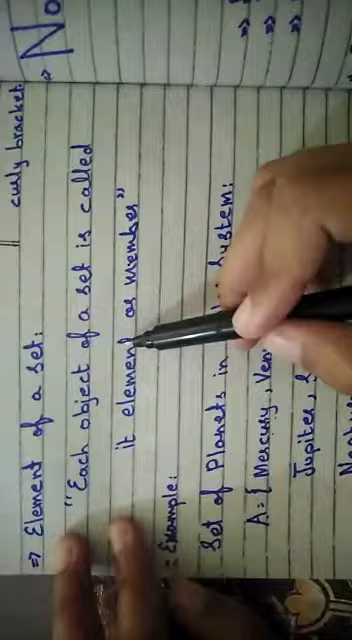 No
curly bracket
⇒ Element of a set:
"Each object of a set is called
it element or member"
= Example:
Set of Planets in System:
A = { Mercury, Ven
Jupiter, S